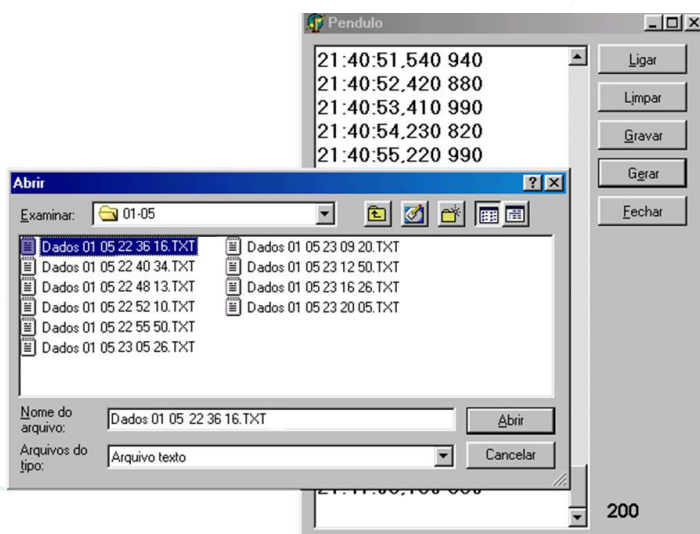 Pendulo
21:40:51,540 940
21:40:52,420 880
21:40:53,410 990
21:40:54,230 820
21:40:55,220 990
Ligar
Limpar
Gravar
Gerar
Fechar
Abrir
Examinar: 01-05
Dados 01 05 22 36 16.TXT
Dados 01 05 22 40 34.TXT
Dados 01 05 22 48 13.TXT
Dados 01 05 22 52 10.TXT
Dados 01 05 22 55 50.TXT
Dados 01 05 23 05 26.TXT
Dados 01 05 23 09 20.TXT
Dados 01 05 23 12 50.TXT
Dados 01 05 23 16 26.TXT
Dados 01 05 23 20 05.TXT
Nome do
arquivo:
Dados 01 05 22 36 16.TXT
Abrir
Arquivos do
tipo:
Arquivo texto
Cancelar
200